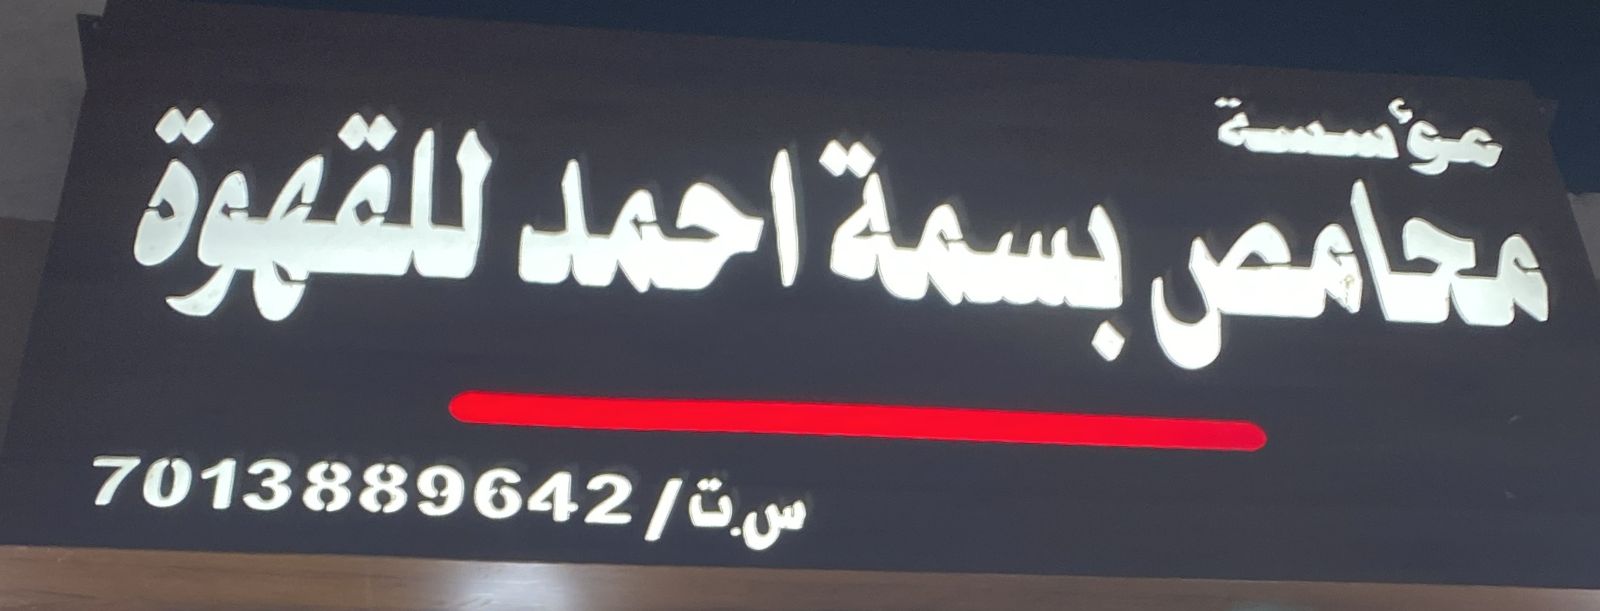 مؤسسة
محامص بسمة احمد للقهوة
س.ت/7013889642